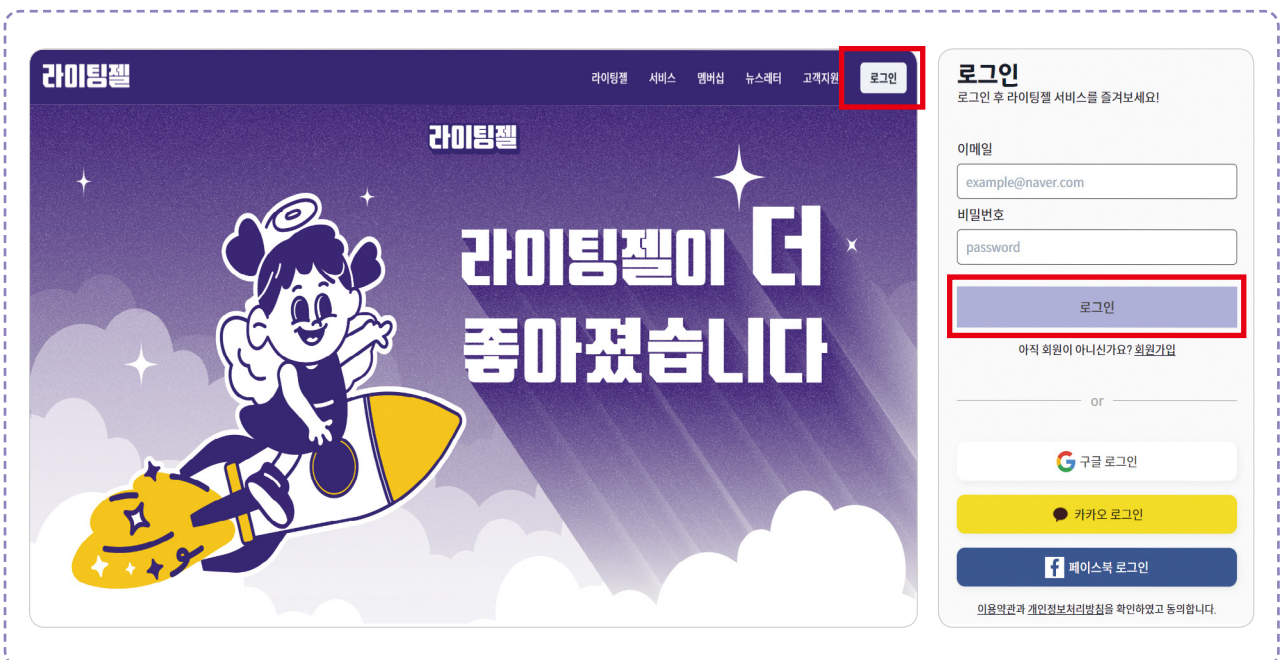 라이팅젤
라이팅젤 서비스 멤버십 뉴스레터 고객지원 로그인
라이팅젤
라이팅젤이 더
좋아졌습니다
로그인
로그인 후 라이팅젤 서비스를 즐겨보세요!
이메일
example@naver.com
비밀번호
password
로그인
아직 회원이 아니신가요? 회원가입
or
구글 로그인
카카오 로그인
페이스북 로그인
이용약관과 개인정보처리방침을 확인하였고 동의합니다.